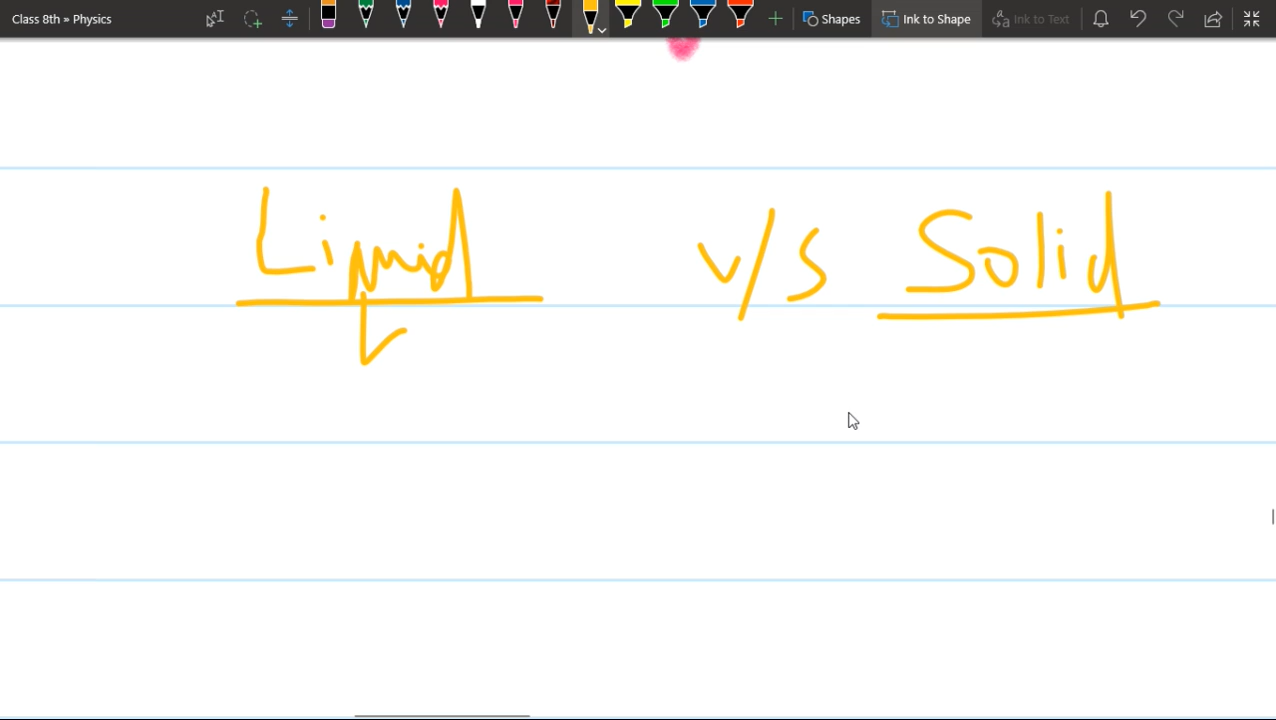 Class 8th » Physics
Shapes
Ink to Shape
Ink to Text
Liquid v/s Solid